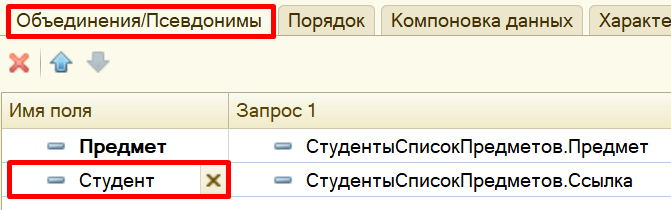 Объединения/Псевдонимы Порядок Компоновка данных Характе
Имя поля Запрос 1
Предмет СтудентыСписокПредметов.Предмет
Студент СтудентыСписокПредметов.Ссылка